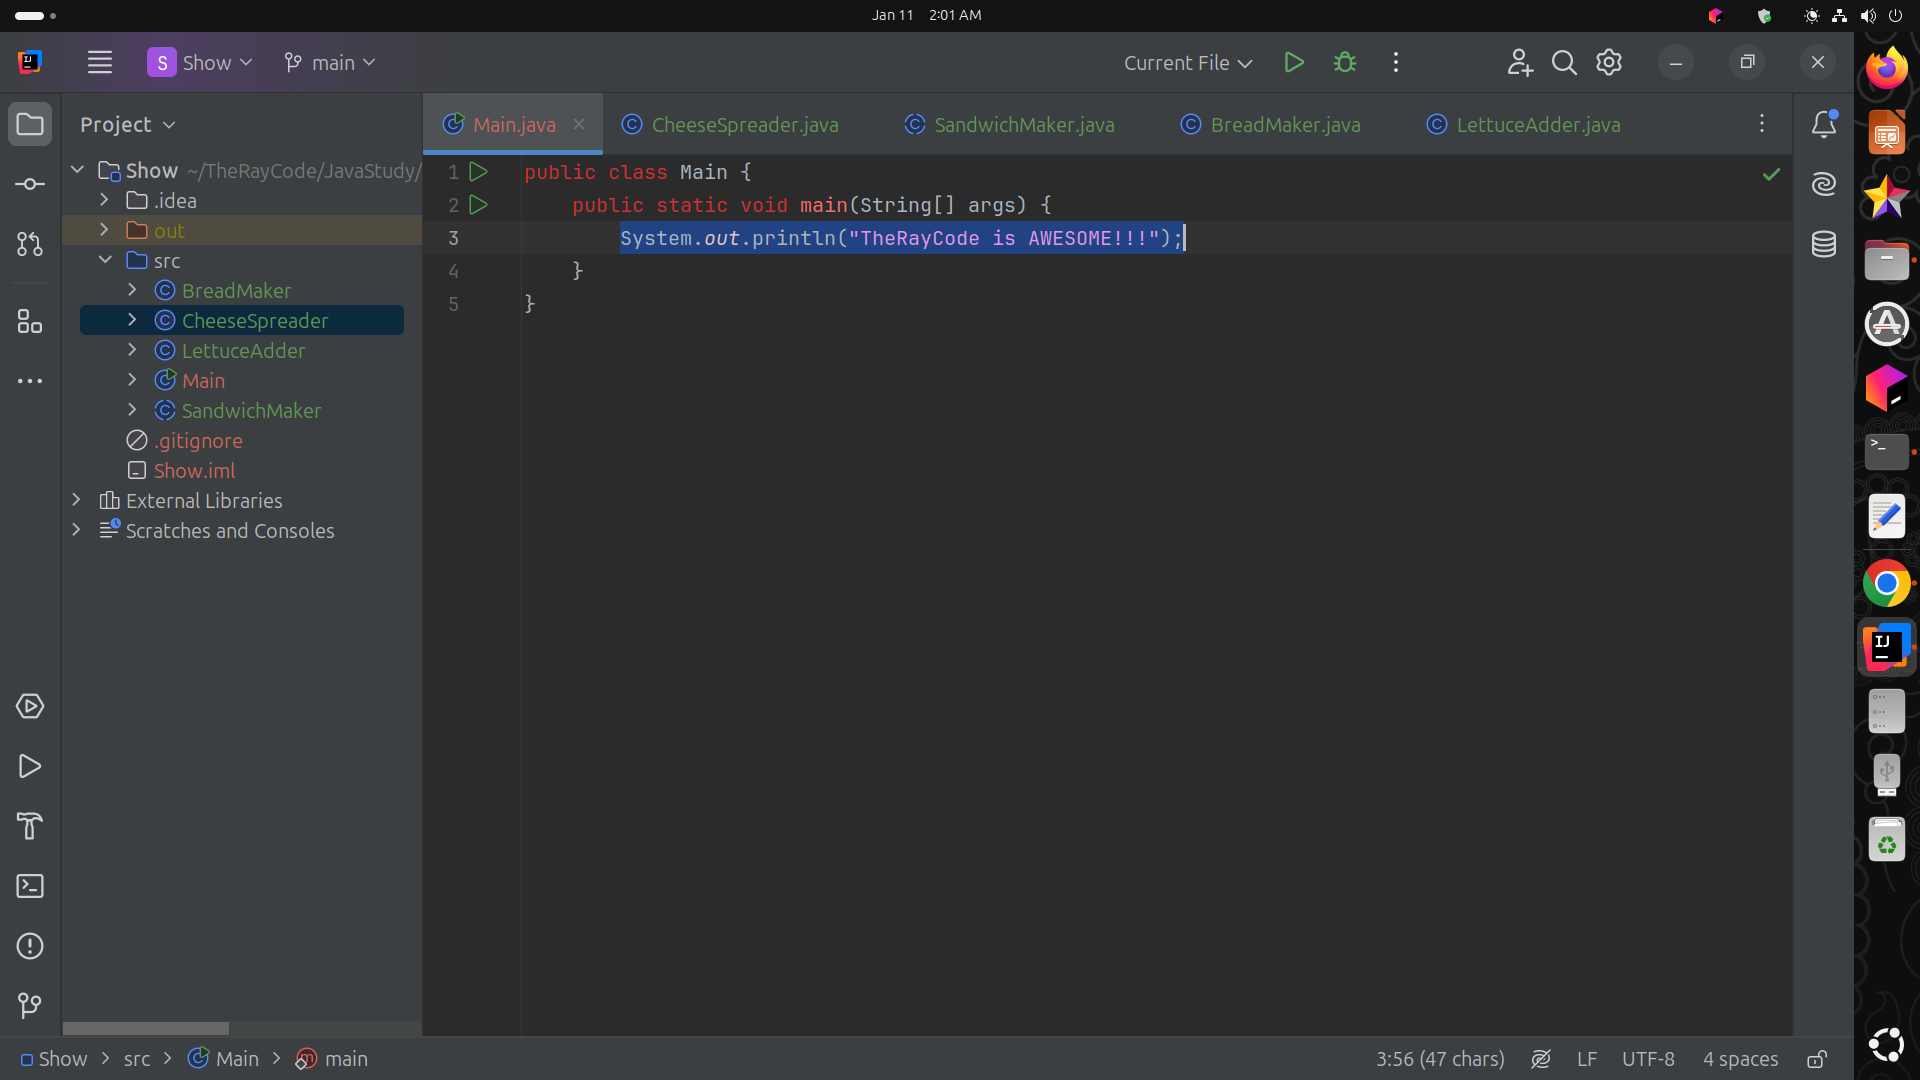 Jan 11 2:01 AM
S Show main Current File
Project
Main.java CheeseSpreader.java SandwichMaker.java BreadMaker.java LettuceAdder.java
Show ~/TheRayCode/JavaStudy/
.idea
out
src
BreadMaker
CheeseSpreader
LettuceAdder
Main
SandwichMaker
.gitignore
Show.iml
External Libraries
Scratches and Consoles
1 public class Main {
2 public static void main(String[] args) {
3 System.out.println("TheRayCode is AWESOME!!!");
4 }
5 }
Show src Main main 3:56 (47 chars) LF UTF-8 4 spaces